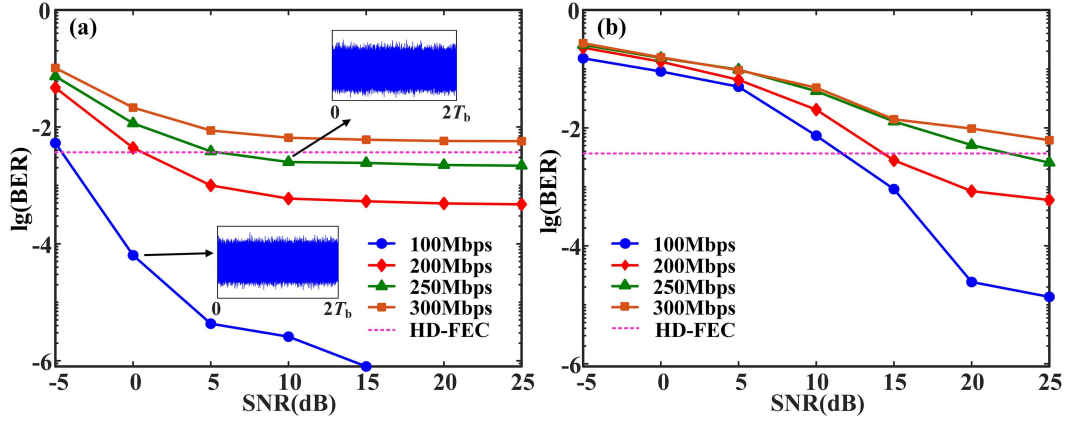 (a)
lg(BER)
0
-2
-4
-6
-5 0 5 10 15 20 25
SNR(dB)
0 2Tb
0 2Tb
100Mbps
200Mbps
250Mbps
300Mbps
HD-FEC
(b)
lg(BER)
0
-2
-4
-6
-5 0 5 10 15 20 25
SNR(dB)
100Mbps
200Mbps
250Mbps
300Mbps
HD-FEC